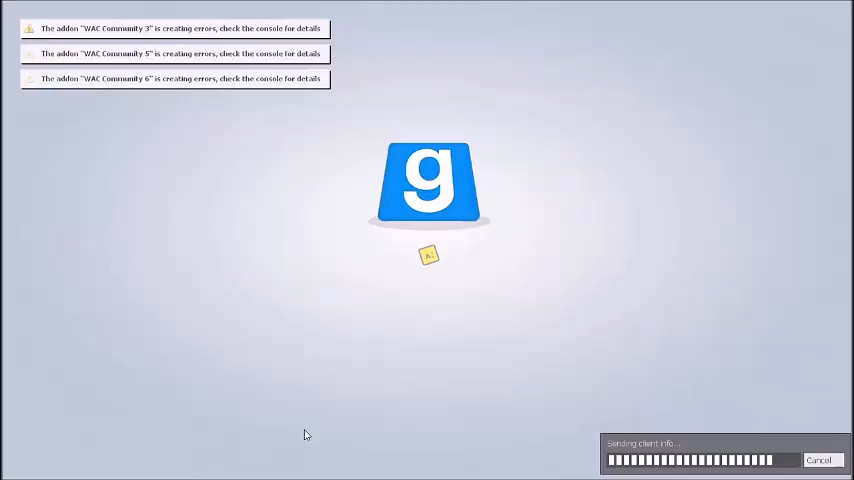 The addon "WAC Community 3" is creating errors, check the console for details
The addon "WAC Community 5" is creating errors, check the console for details
The addon "WAC Community 6" is creating errors, check the console for details
g
Sending client info...
Cancel